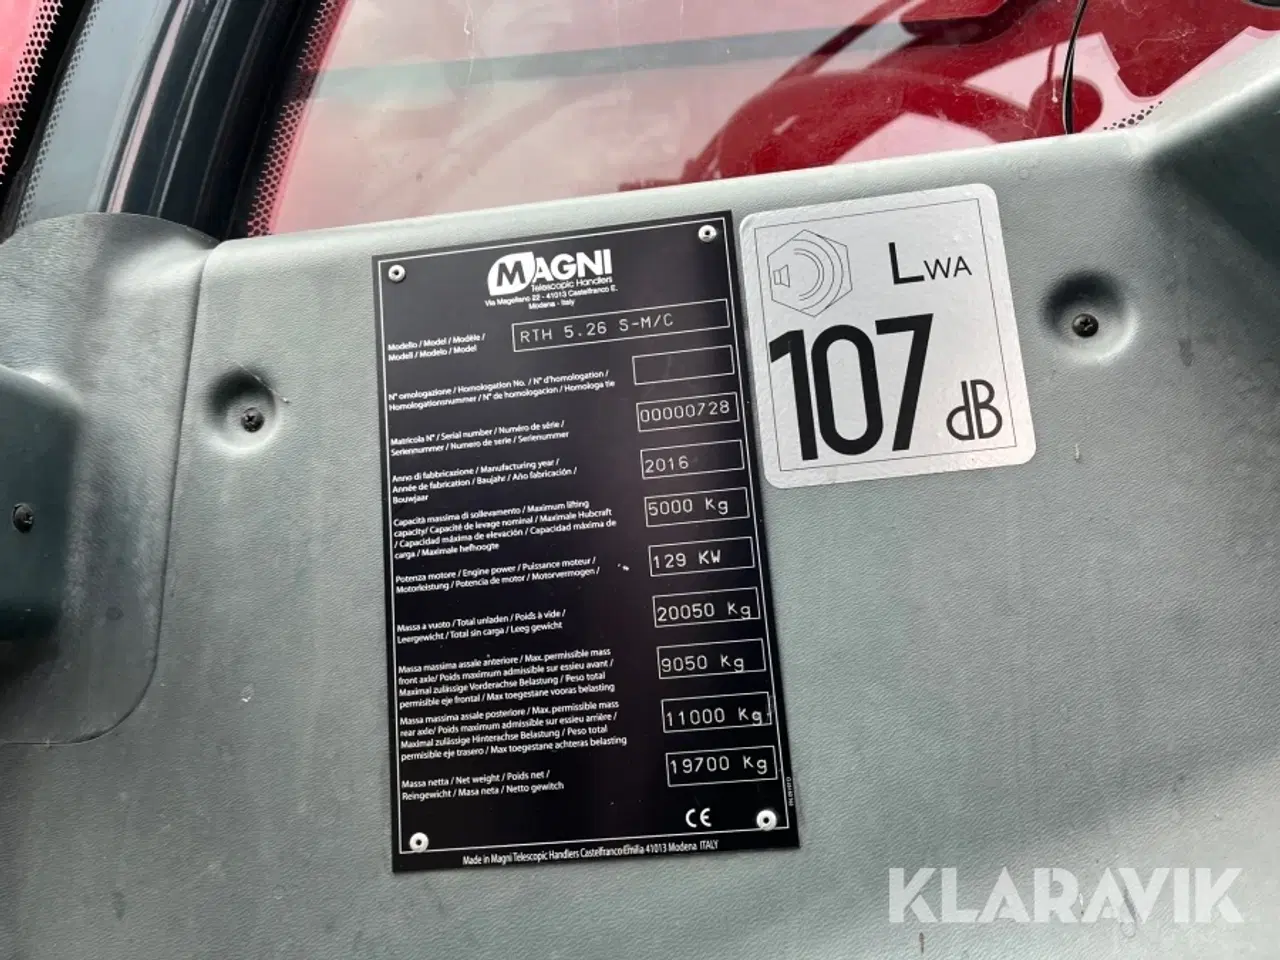 MAGNI
Telescopic Handlers
Via Magellano 22 - 41013 Castelfranco E.
Modena - Italy
Modello / Model / Modèle /
Modell / Modelo / Model
RTH 5.26 S-M/C
N° omologazione / Homologation No. / N° d'homologation /
Homologationsnummer / N° de homologacion / Homologa tie
Matricola N° / Serial number / Numéro de série /
Seriennummer / Numero de serie / Serienummer
00000728
Anno di fabbricazione / Manufacturing year /
Année de fabrication / Baujahr / Año fabricación /
Bouwjaar
2016
Capacità massima di sollevamento / Maximum lifting
capacity/ Capacité de levage nominal / Maximale Hubcraft
/ Capacidad máxima de elevación / Capacidad máxima de
carga / Maximale hefhoogte
5000 Kg
Potenza motore / Engine power / Puissance moteur /
Motorleistung / Potencia de motor / Motorvermogen /
129 KW
Massa a vuoto / Total unladen / Poids à vide /
Leergewicht / Total sin carga / Leeg gewicht
20050 Kg
Massa massima assale anteriore / Max. permissible mass
front axle/ Poids maximum admissible sur essieu avant /
Maximal zulässige Vorderachse Belastung / Peso total
permisible eje frontal / Max toegestane vooras belasting
9050 Kg
Massa massima assale posteriore / Max. permissible mass
rear axle/ Poids maximum admissible sur essieu arrière /
Maximal zulässige Hinterachse Belastung / Peso total
permisible eje trasero / Max toegestane achteras belasting
11000 Kg
Massa netta / Net weight / Poids net /
Reingewicht / Masa neta / Netto gewitch
19700 Kg
CE
Made in Magni Telescopic Handlers Castelfranco Emilia 41013 Modena ITALY
LWA
107
dB
KLARAVIK